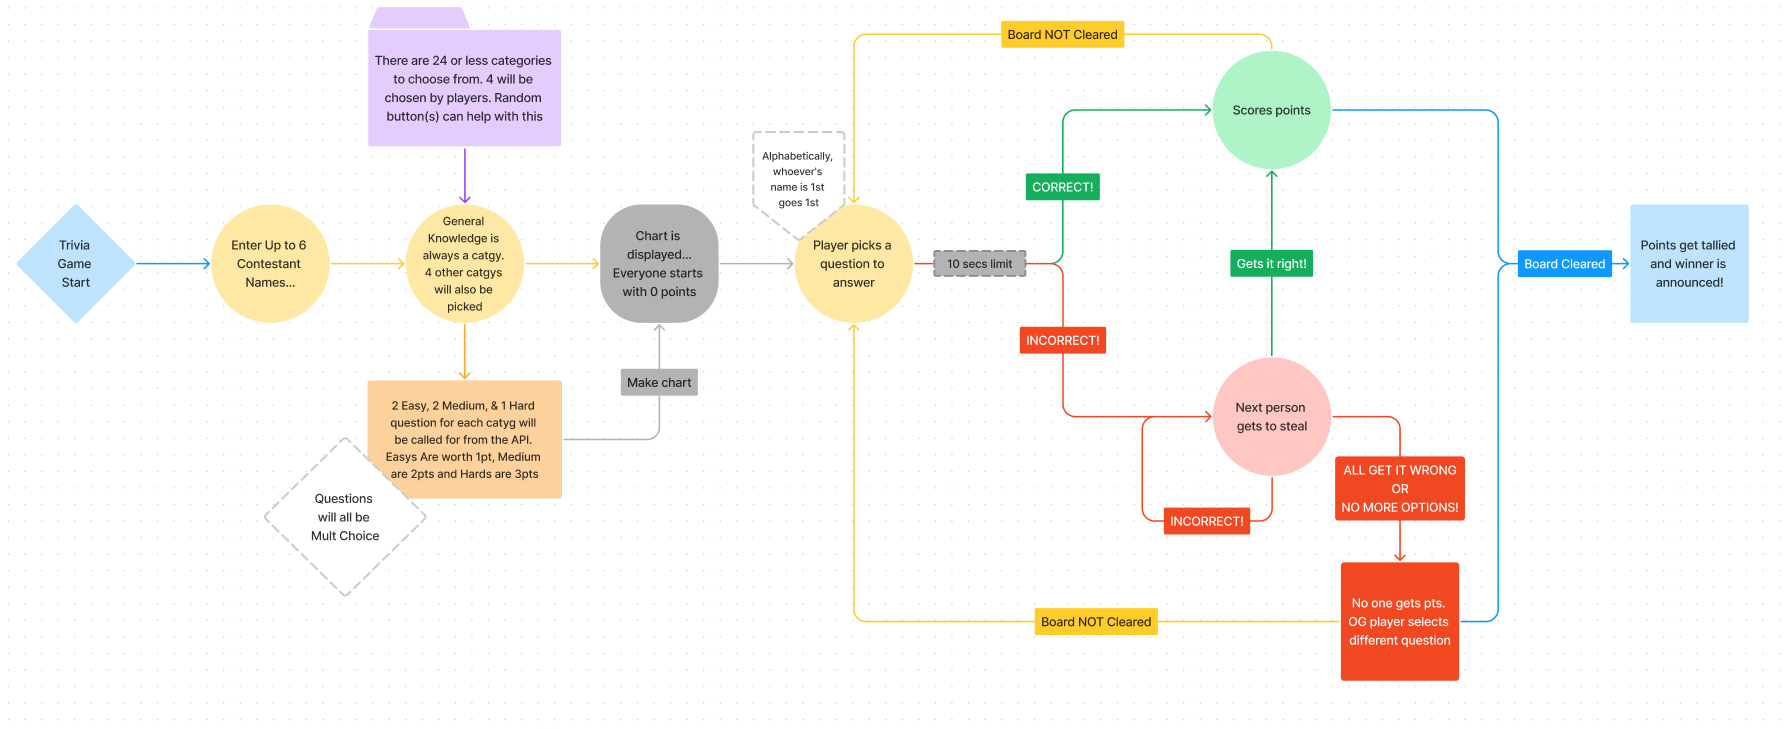 Trivia
Game
Start
Enter Up to 6
Contestant
Names...
There are 24 or less categories
to choose from. 4 will be
chosen by players. Random
button(s) can help with this
General
Knowledge is
always a catgy.
4 other catgys
will also be
picked
2 Easy, 2 Medium, & 1 Hard
question for each catyg will
be called for from the API.
Easys Are worth 1pt, Medium
are 2pts and Hards are 3pts
Questions
will all be
Mult Choice
Make chart
Chart is
displayed...
Everyone starts
with 0 points
Alphabetically,
whoever's
name is 1st
goes 1st
Player picks a
question to
answer
10 secs limit
CORRECT!
INCORRECT!
Board NOT Cleared
Scores points
Gets it right!
Next person
gets to steal
INCORRECT!
ALL GET IT WRONG
OR
NO MORE OPTIONS!
No one gets pts.
OG player selects
different question
Board NOT Cleared
Board Cleared
Points get tallied
and winner is
announced!